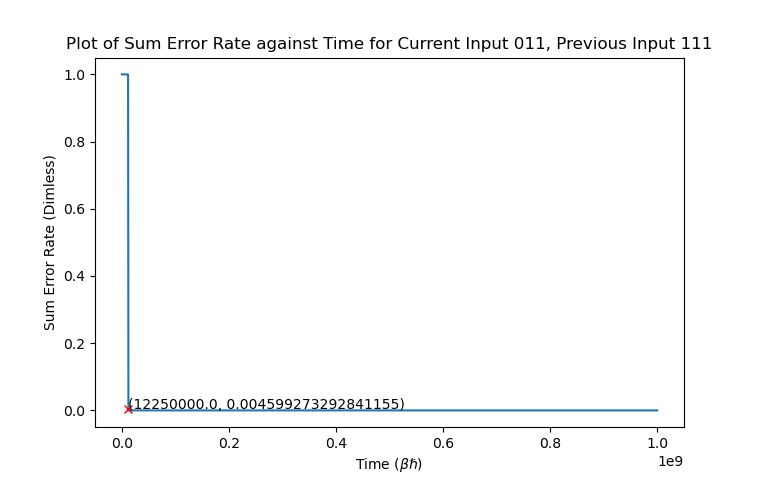 Plot of Sum Error Rate against Time for Current Input 011, Previous Input 111
1.0
0.8
0.6
0.4
0.2
0.0
Sum Error Rate (Dimless)
(12250000.0, 0.004599273292841155)
0.0 0.2 0.4 0.6 0.8 1.0
1e9
Time (βℏ)